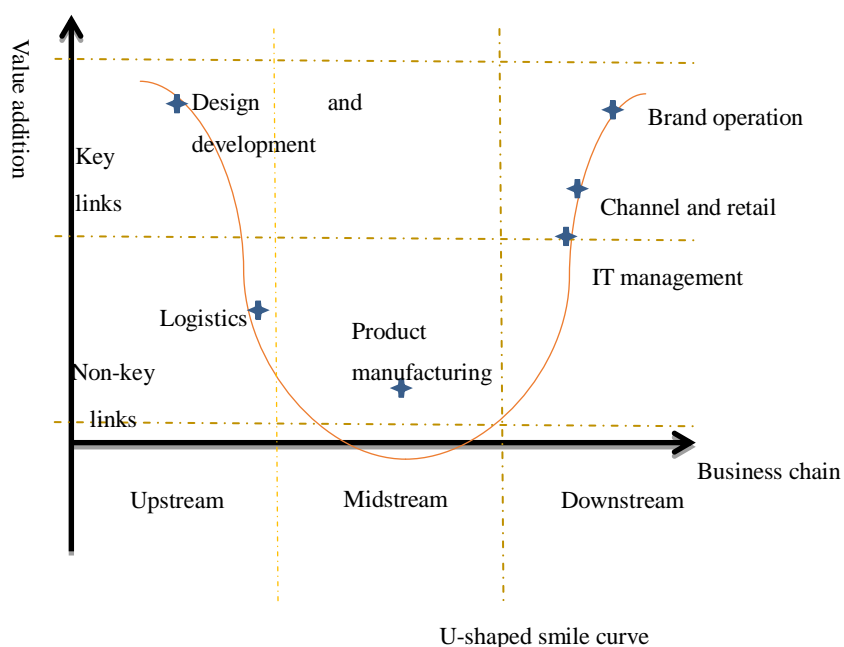 Value addition
Design and
development
Brand operation
Key
links
Channel and retail
IT management
Logistics
Product
manufacturing
Non-key
links
Business chain
Upstream
Midstream
Downstream
U-shaped smile curve